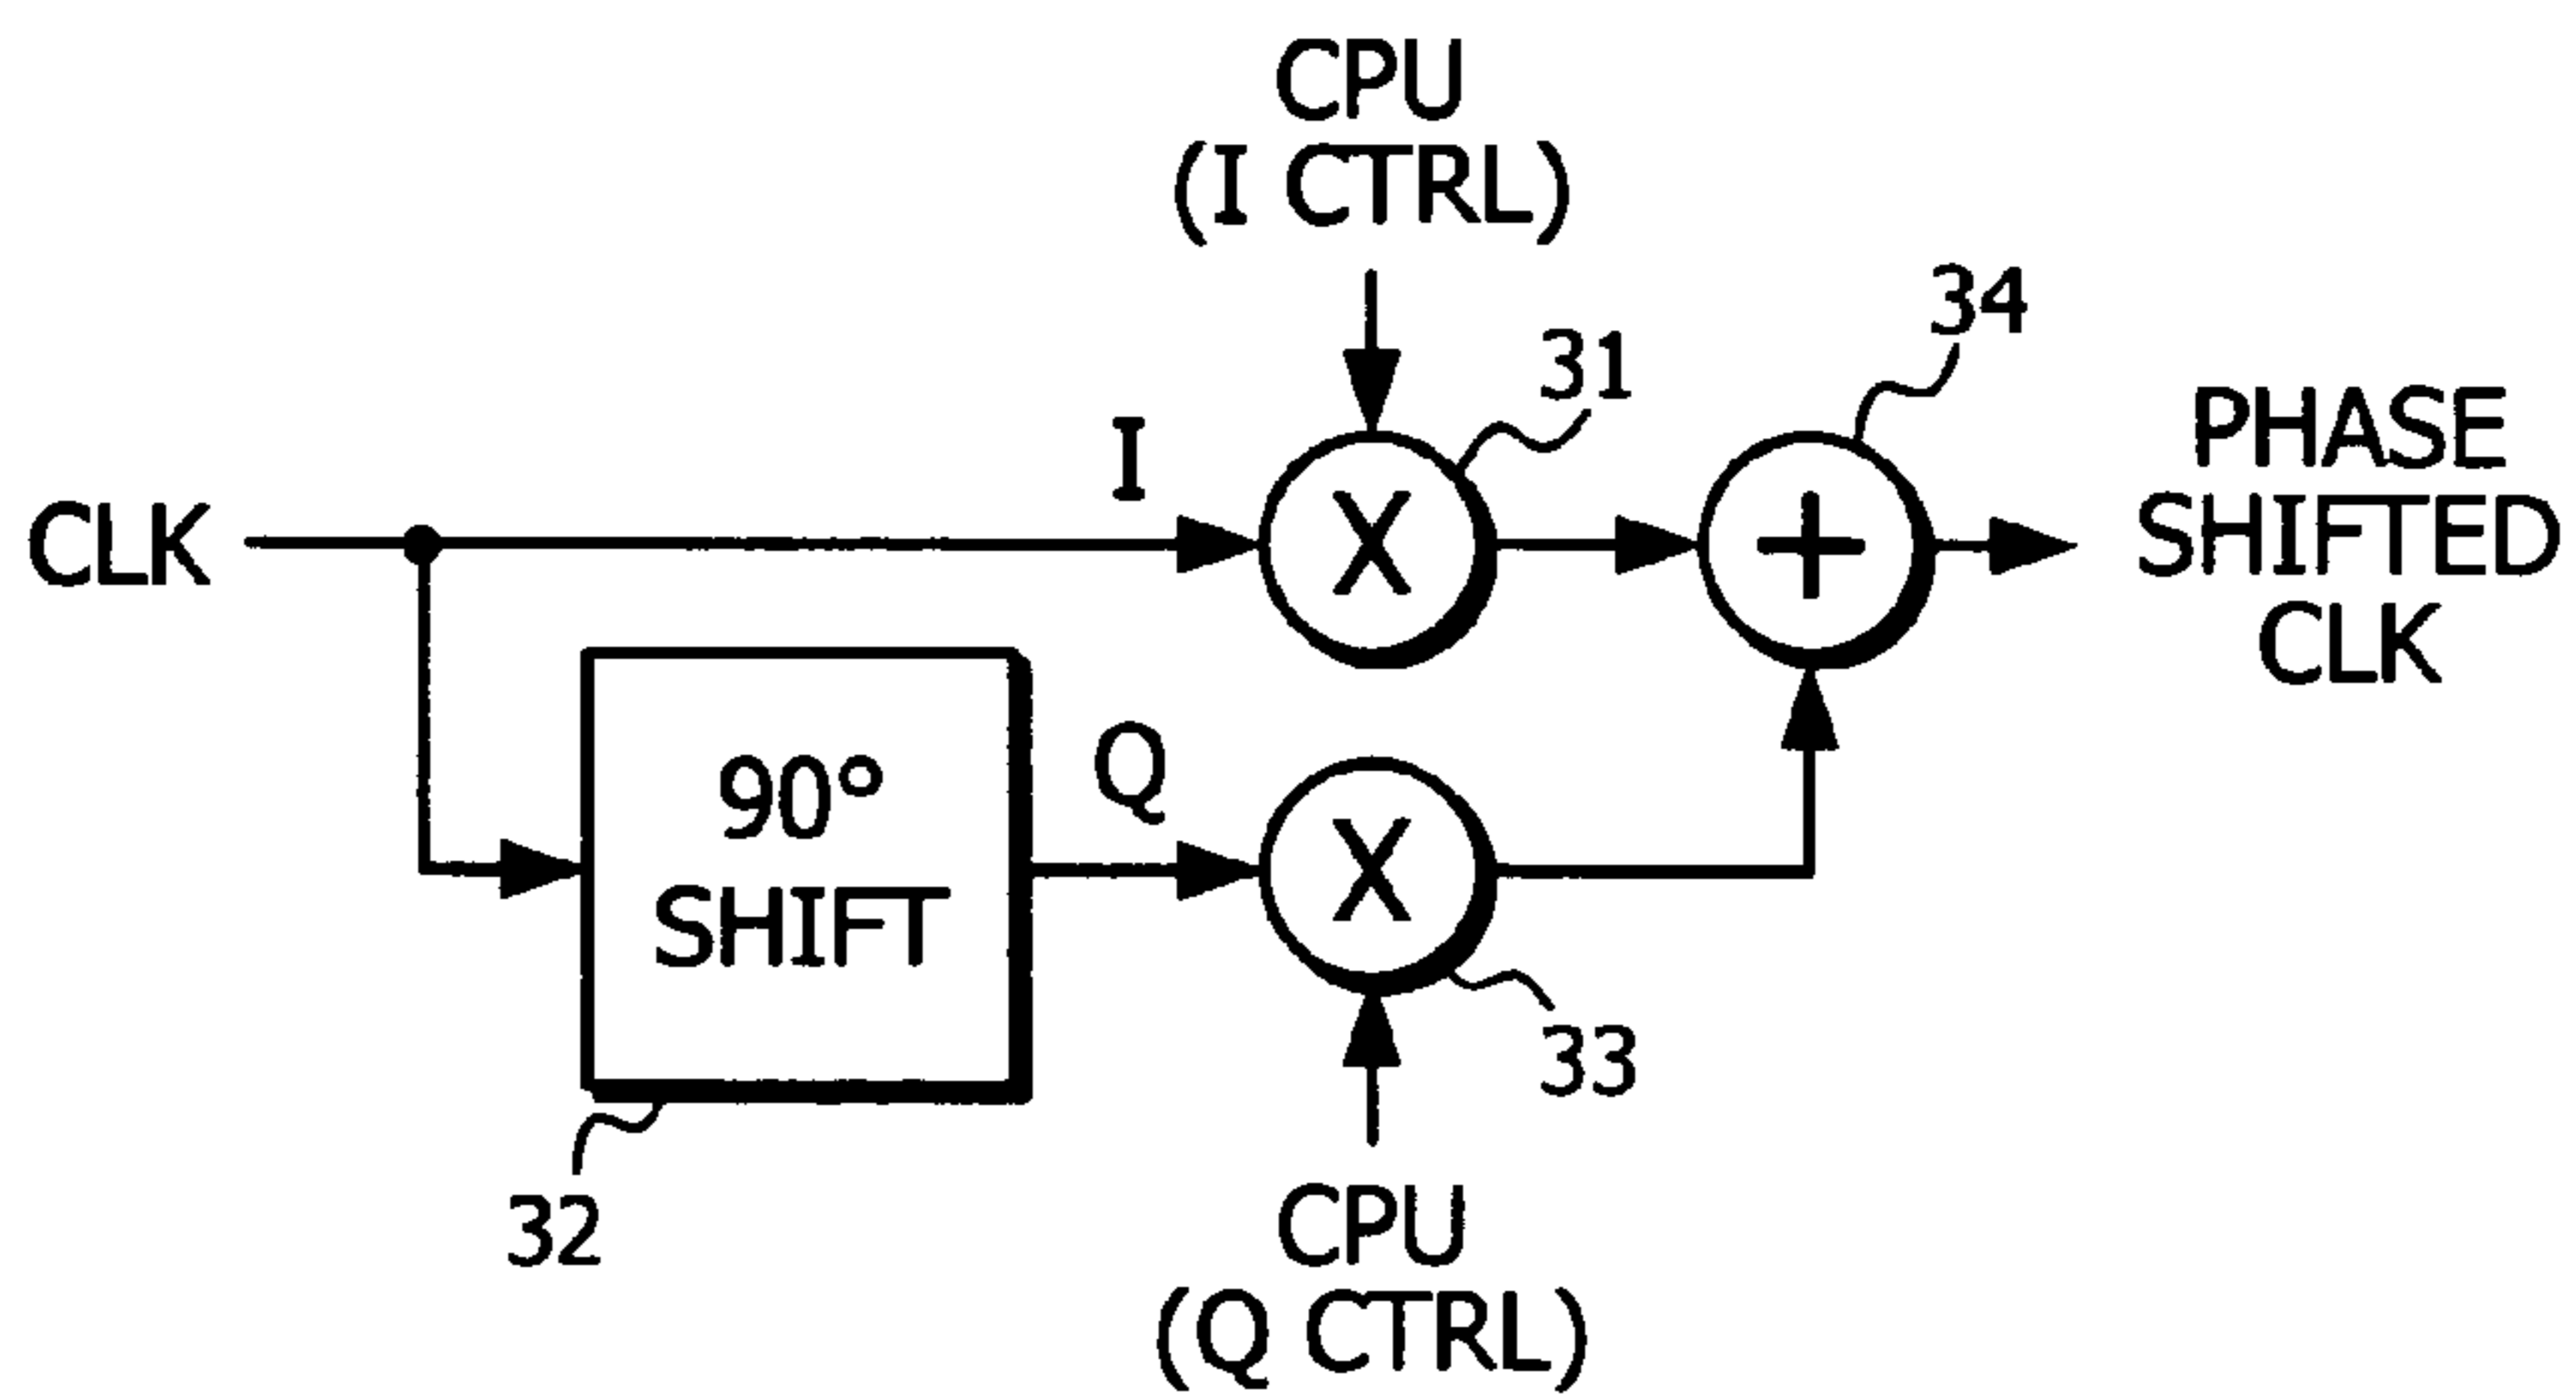 CPU
(I CTRL)
34
31
PHASE
SHIFTED
CLK
I
CLK
X
+
90°
SHIFT
Q
X
33
32
CPU
(Q CTRL)